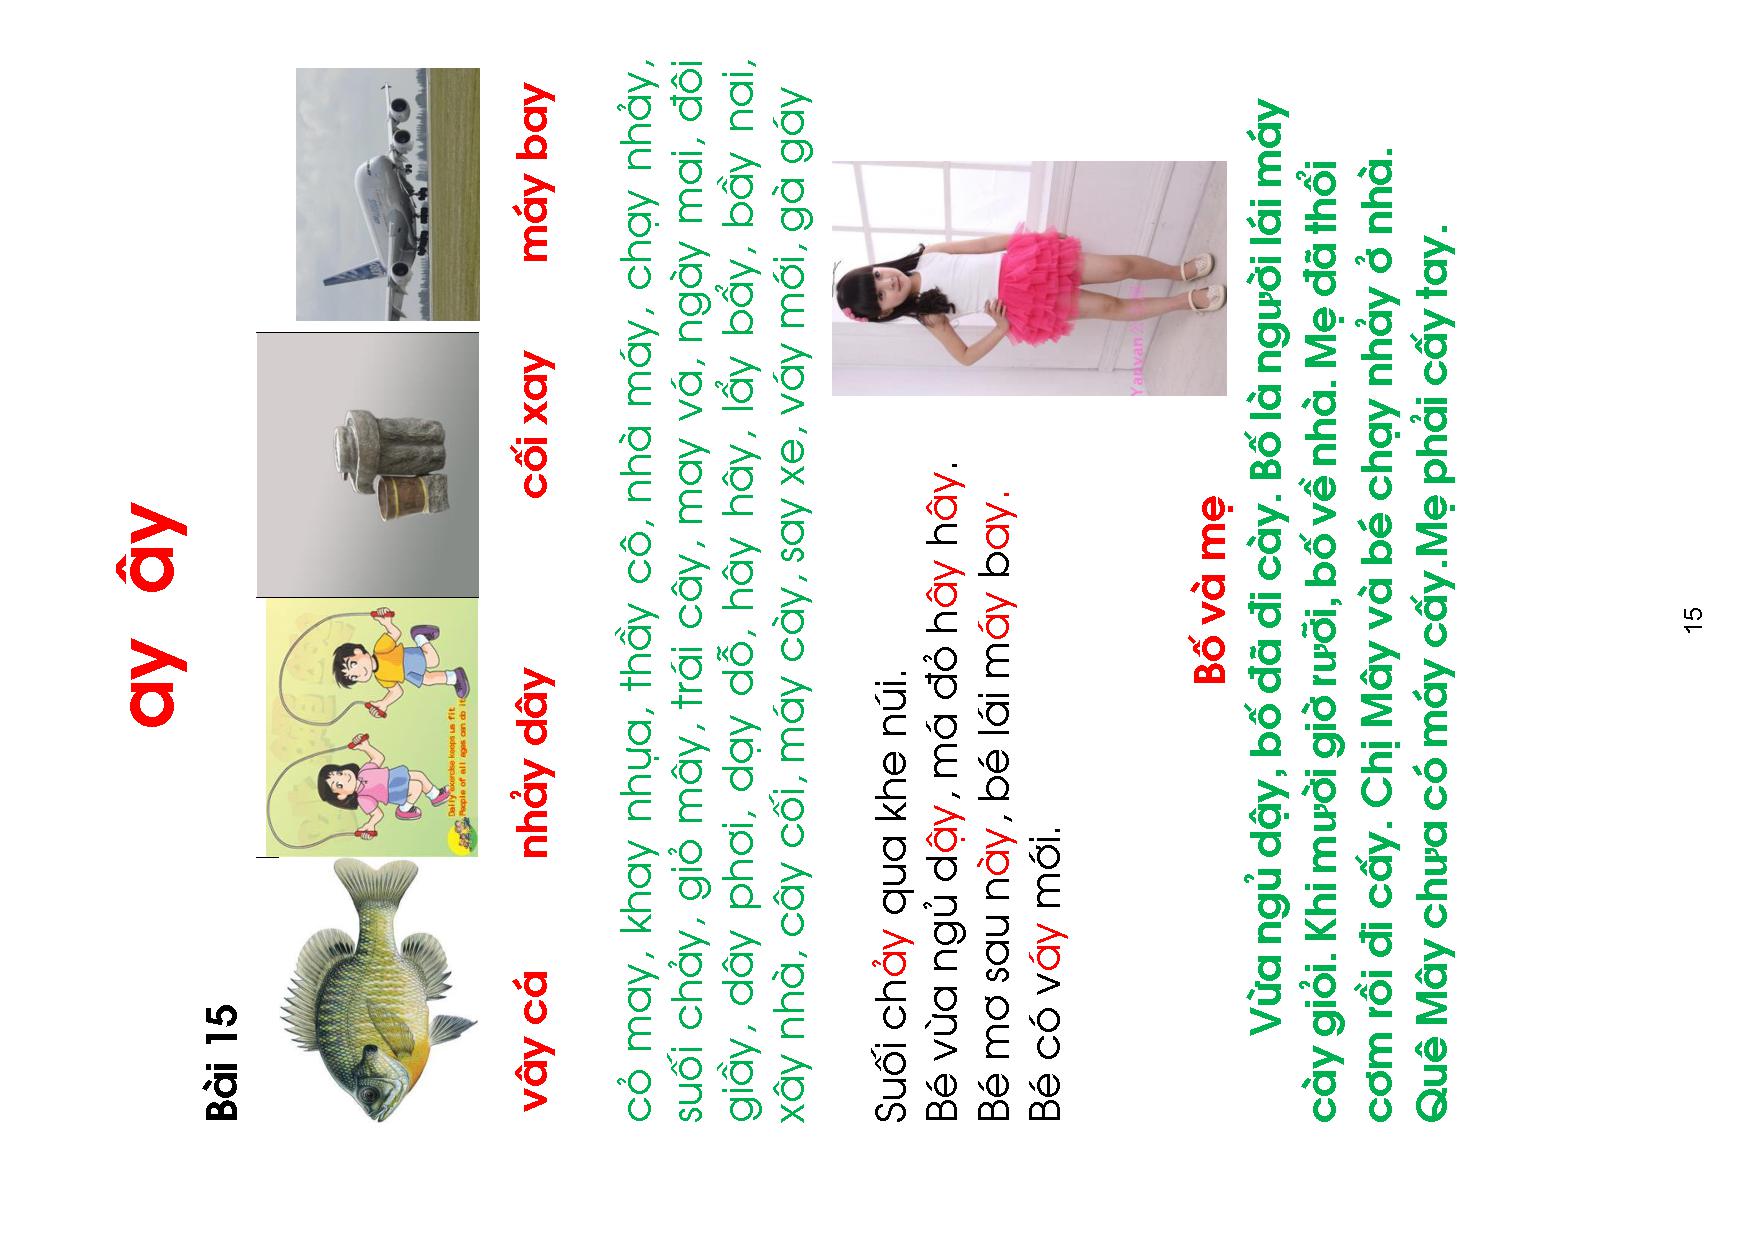 ay ây
Bài 15
Daily exercise keeps us fit
People of all ages can do it
vây cá nhảy dây cối xay máy bay
cỏ may, khay nhựa, thầy cô, nhà máy, chạy nhảy,
suối chảy, giỏ mây, trái cây, may vá, ngày mai, đôi
giầy, dây phơi, dạy dỗ, hây hây, lẩy bẩy, bầy nai,
xây nhà, cây cối, máy cày, say xe, váy mới, gà gáy
Suối chảy qua khe núi.
Bé vừa ngủ dậy, má đỏ hây hây.
Bé mơ sau này, bé lái máy bay.
Bé có váy mới.
Yanyan
Bố và mẹ
Vừa ngủ dậy, bố đã đi cày. Bố là người lái máy
cày giỏi. Khi mười giờ rưỡi, bố về nhà. Mẹ đã thổi
cơm rồi đi cấy. Chị Mây và bé chạy nhảy ở nhà.
Quê Mây chưa có máy cấy.Mẹ phải cấy tay.
15